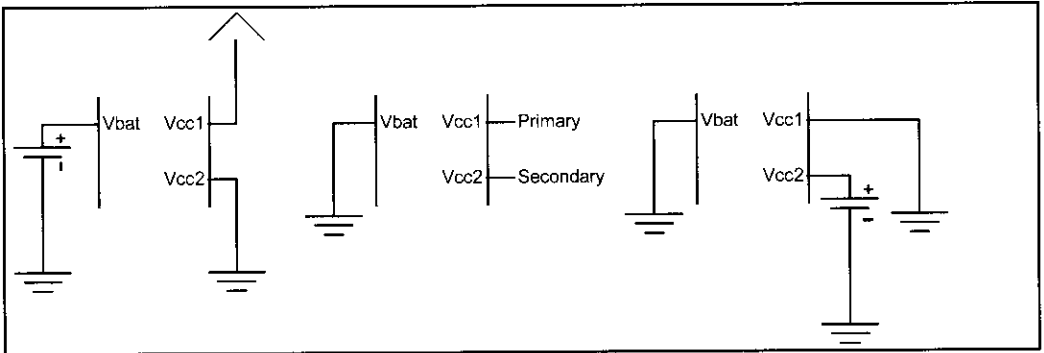 Vbat Vcc1
+
-
Vcc2
Vbat Vcc1 Primary
Vcc2 Secondary
Vbat Vcc1
Vcc2
+
-